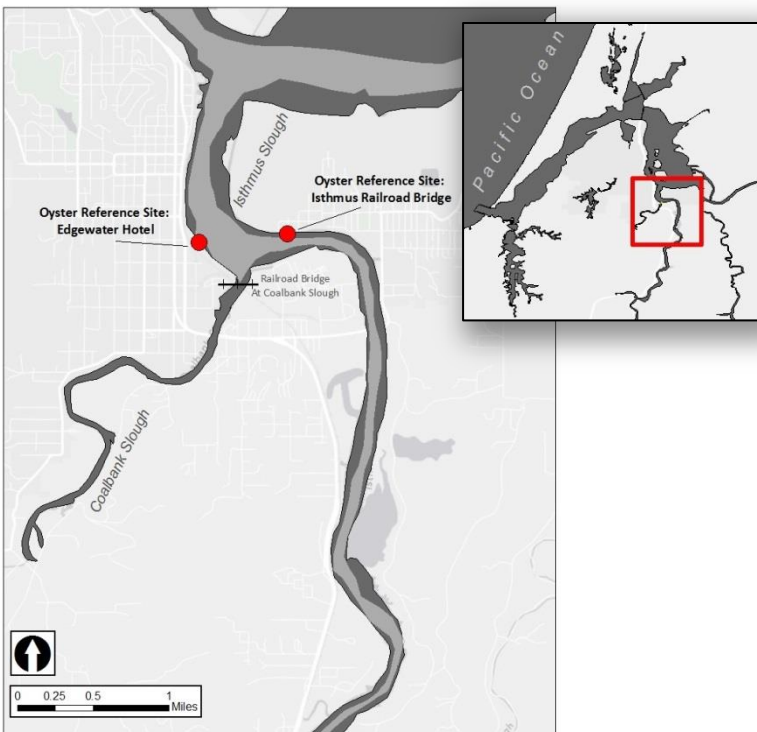 Pacific Ocean
Isthmus Slough
Oyster Reference Site:
Isthmus Railroad Bridge
Oyster Reference Site:
Edgewater Hotel
Railroad Bridge
At Coalbank Slough
Coalbank Slough
0 0.25 0.5 1
Miles